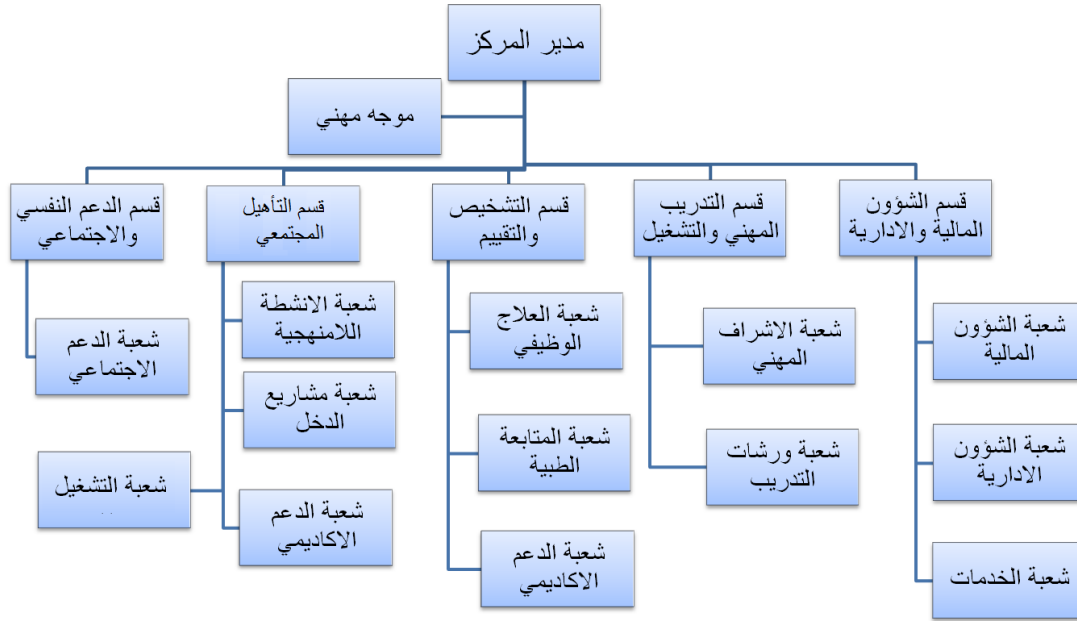 مدير المركز
موجه مهني
قسم الشؤون
المالية والادارية
قسم التدريب
المهني والتشغيل
قسم التشخيص
والتقييم
قسم التأهيل
المجتمعي
قسم الدعم النفسي
والاجتماعي
شعبة الشؤون
المالية
شعبة الشؤون
الادارية
شعبة الخدمات
شعبة الاشراف
المهني
شعبة ورشات
التدريب
شعبة العلاج
الوظيفي
شعبة المتابعة
الطبية
شعبة الدعم
الاكاديمي
شعبة الانشطة
اللامنهجية
شعبة مشاريع
الدخل
شعبة الدعم
الاكاديمي
شعبة الدعم
الاجتماعي
شعبة التشغيل